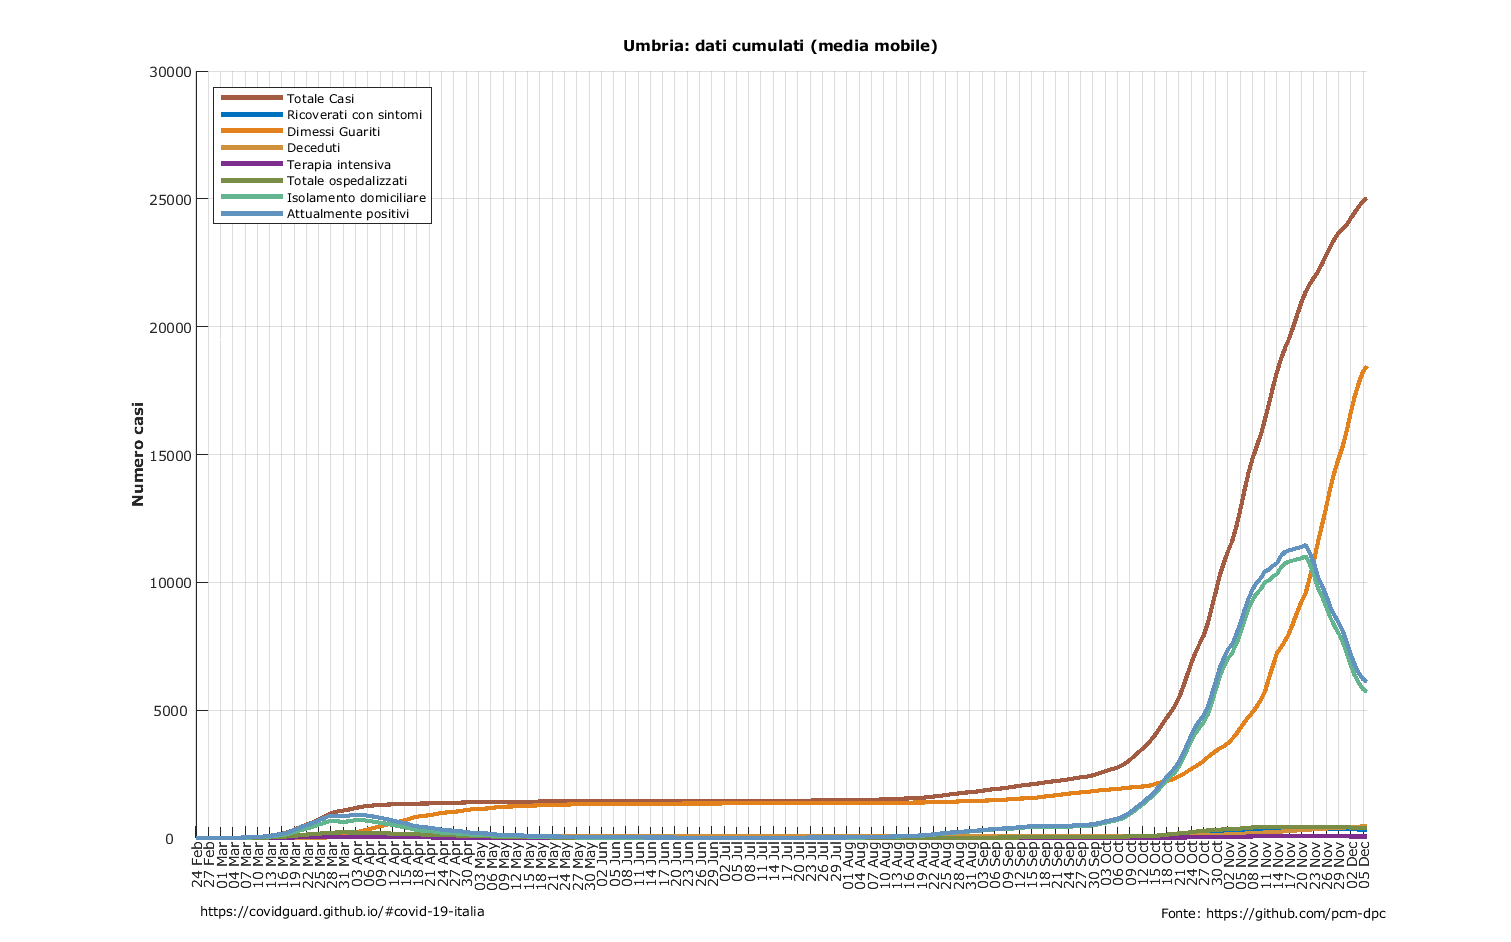 Umbria: dati cumulati (media mobile)
30000
25000
20000
15000
10000
5000
0
Numero casi
Totale Casi
Ricoverati con sintomi
Dimessi Guariti
Deceduti
Terapia intensiva
Totale ospedalizzati
Isolamento domiciliare
Attualmente positivi
24 Feb
27 Feb
01 Mar
04 Mar
07 Mar
10 Mar
13 Mar
16 Mar
19 Mar
22 Mar
25 Mar
28 Mar
31 Mar
03 Apr
06 Apr
09 Apr
12 Apr
15 Apr
18 Apr
21 Apr
24 Apr
27 Apr
30 Apr
03 May
06 May
09 May
12 May
15 May
18 May
21 May
24 May
27 May
30 May
02 Jun
05 Jun
08 Jun
11 Jun
14 Jun
17 Jun
20 Jun
23 Jun
26 Jun
29 Jun
02 Jul
05 Jul
08 Jul
11 Jul
14 Jul
17 Jul
20 Jul
23 Jul
26 Jul
29 Jul
01 Aug
04 Aug
07 Aug
10 Aug
13 Aug
16 Aug
19 Aug
22 Aug
25 Aug
28 Aug
31 Aug
03 Sep
06 Sep
09 Sep
12 Sep
15 Sep
18 Sep
21 Sep
24 Sep
27 Sep
30 Sep
03 Oct
06 Oct
09 Oct
12 Oct
15 Oct
18 Oct
21 Oct
24 Oct
27 Oct
30 Oct
02 Nov
05 Nov
08 Nov
11 Nov
14 Nov
17 Nov
20 Nov
23 Nov
26 Nov
29 Nov
02 Dec
05 Dec
https://covidguard.github.io/#covid-19-italia
Fonte: https://github.com/pcm-dpc